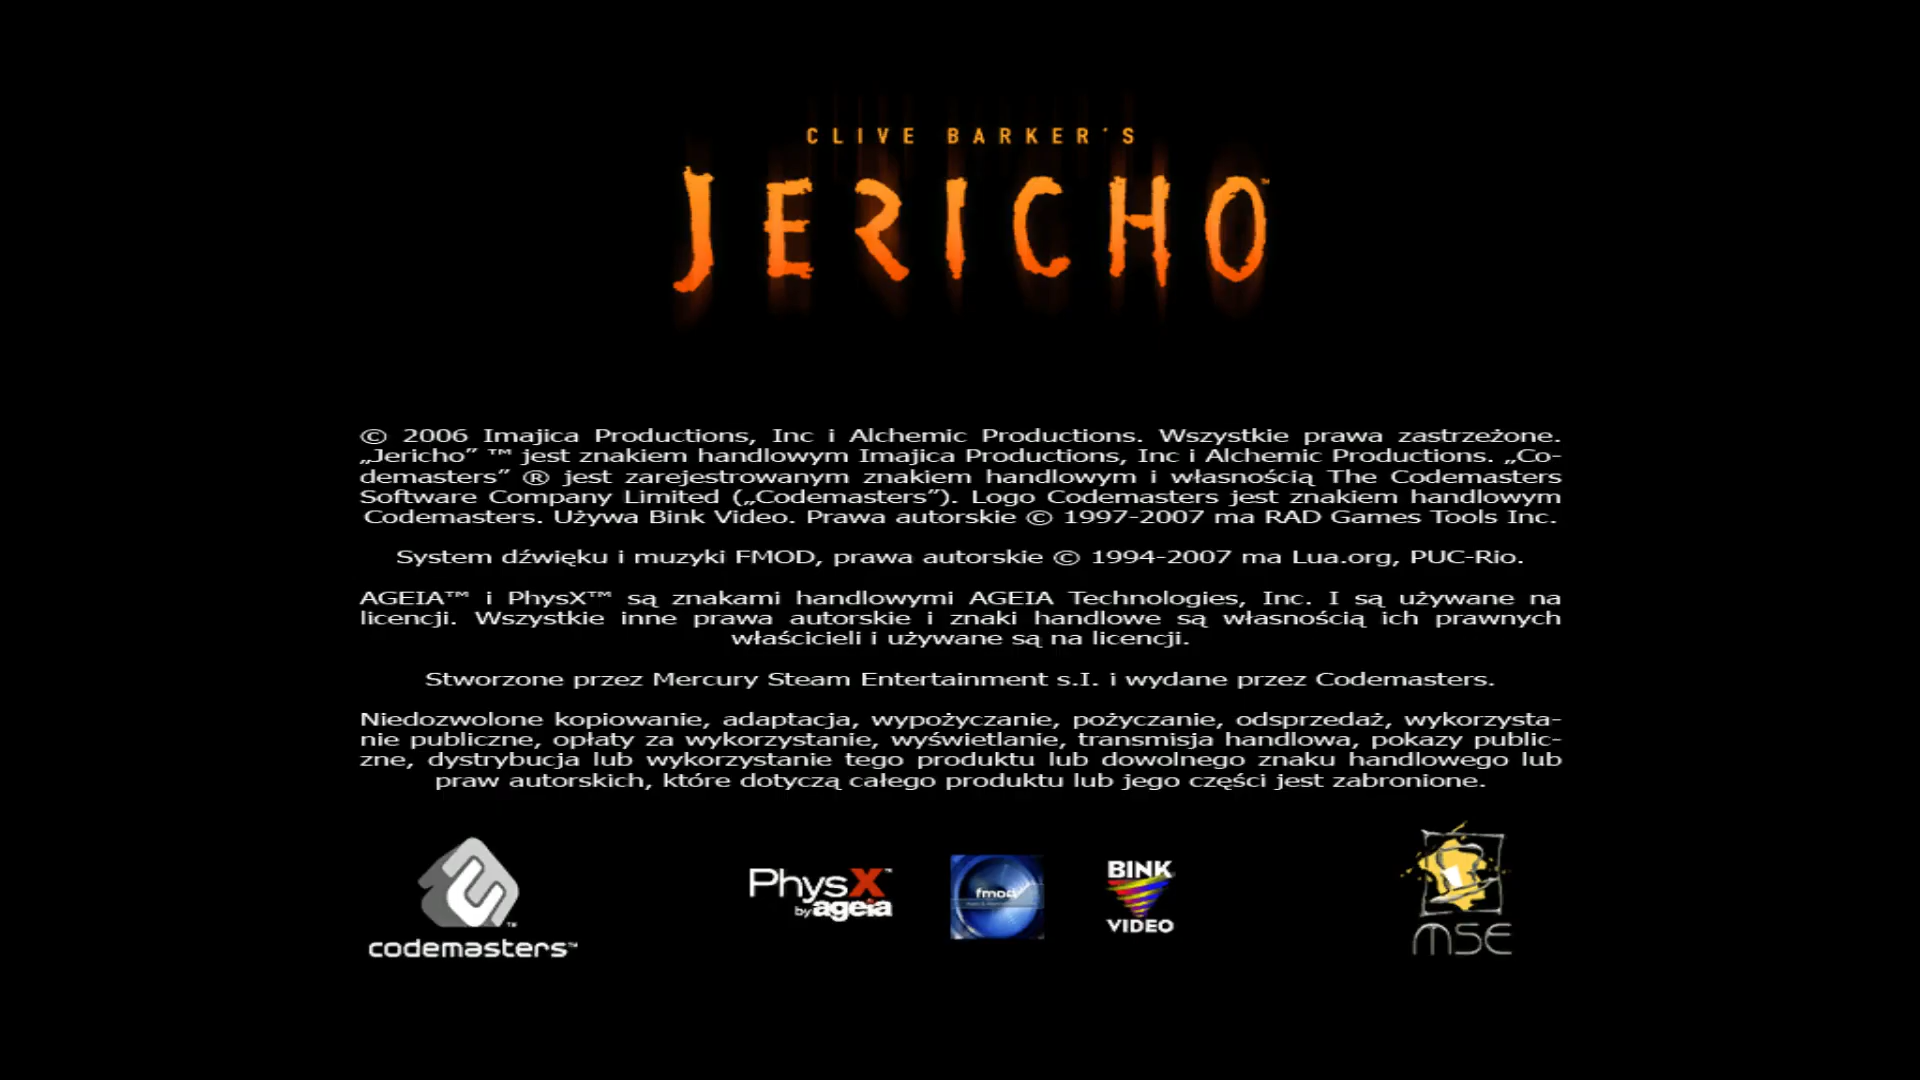 CLIVE BARKER'S
JERICHO™
© 2006 Imajica Productions, Inc i Alchemic Productions. Wszystkie prawa zastrzeżone.
„Jericho” ™ jest znakiem handlowym Imajica Productions, Inc i Alchemic Productions. „Co-
demasters” ® jest zarejestrowanym znakiem handlowym i własnością The Codemasters
Software Company Limited („Codemasters”). Logo Codemasters jest znakiem handlowym
Codemasters. Używa Bink Video. Prawa autorskie © 1997-2007 ma RAD Games Tools Inc.
System dźwięku i muzyki FMOD, prawa autorskie © 1994-2007 ma Lua.org, PUC-Rio.
AGEIA™ i PhysX™ są znakami handlowymi AGEIA Technologies, Inc. I są używane na
licencji. Wszystkie inne prawa autorskie i znaki handlowe są własnością ich prawnych
właścicieli i używane są na licencji.
Stworzone przez Mercury Steam Entertainment s.I. i wydane przez Codemasters.
Niedozwolone kopiowanie, adaptacja, wypożyczanie, pożyczanie, odsprzedaż, wykorzysta-
nie publiczne, opłaty za wykorzystanie, wyświetlanie, transmisja handlowa, pokazy public-
zne, dystrybucja lub wykorzystanie tego produktu lub dowolnego znaku handlowego lub
praw autorskich, które dotyczą całego produktu lub jego części jest zabronione.
codemasters™
PhysX™
by ageia
fmod
BINK
VIDEO
MSE